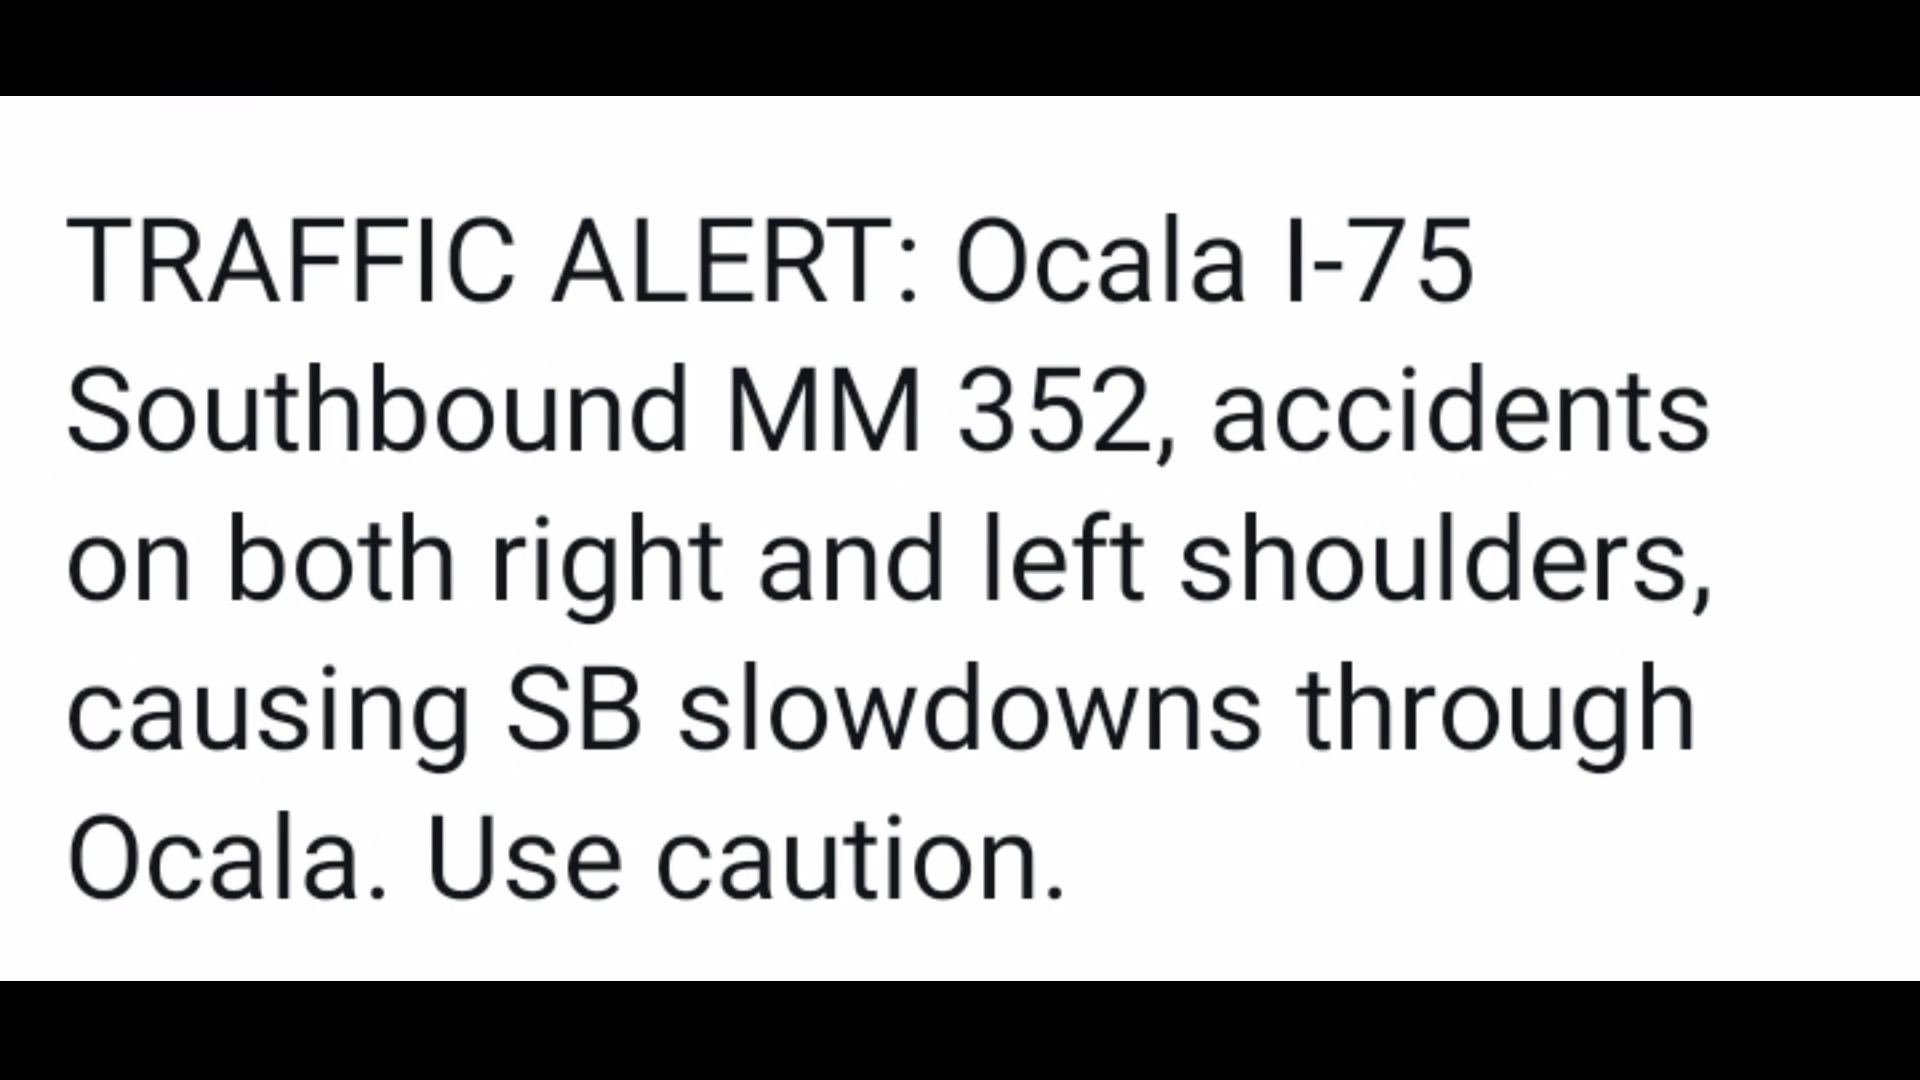 TRAFFIC ALERT: Ocala I-75
Southbound MM 352, accidents
on both right and left shoulders,
causing SB slowdowns through
Ocala. Use caution.